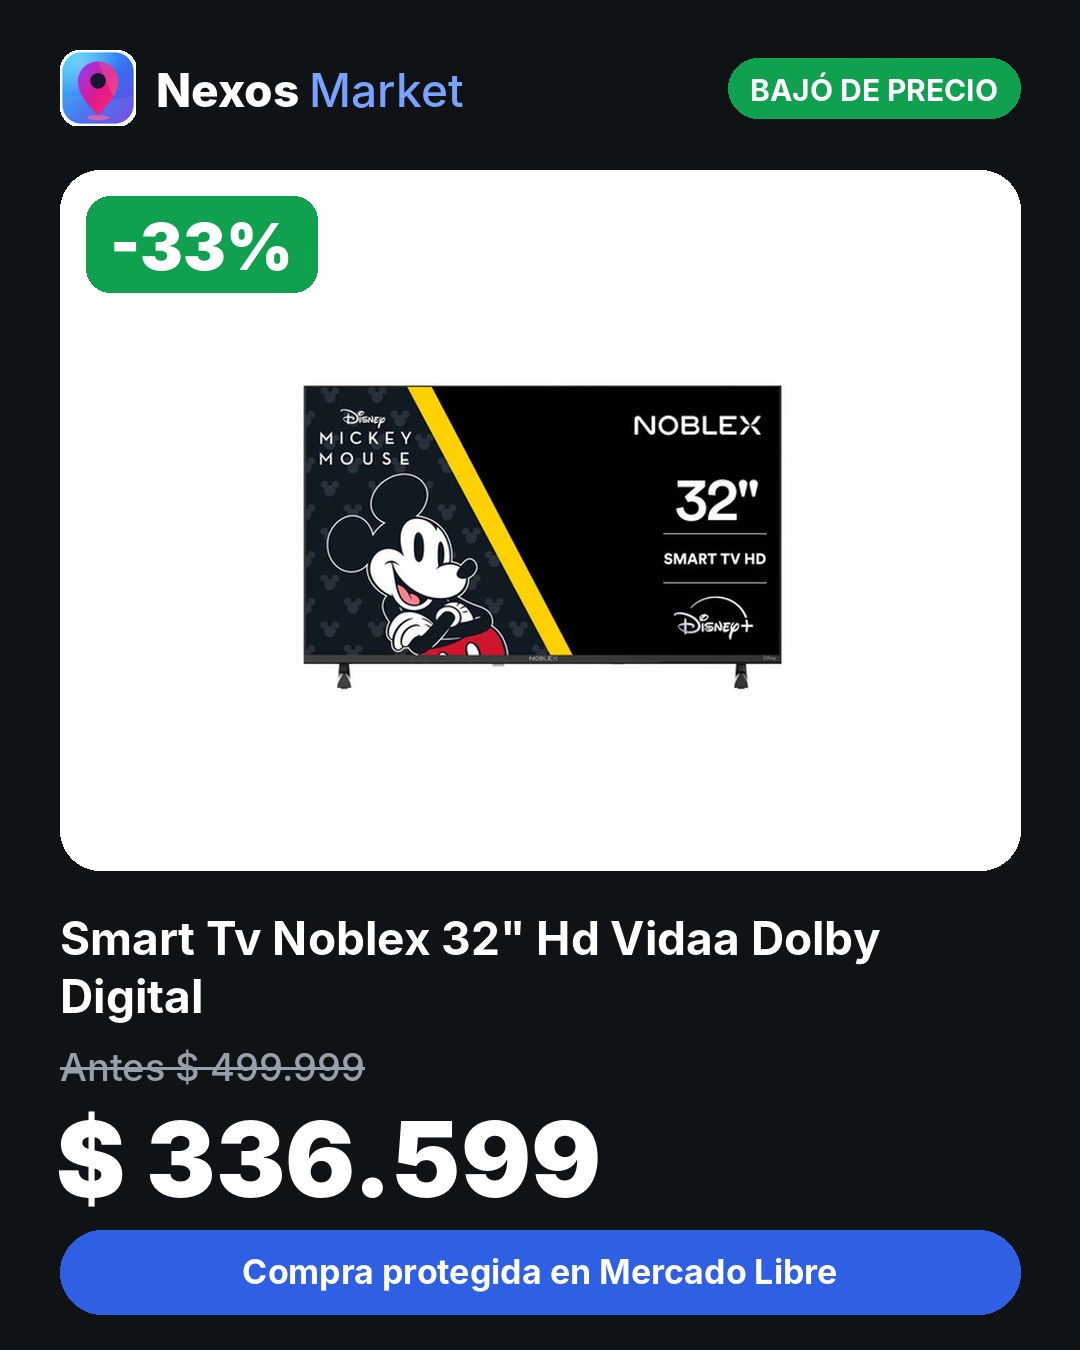 Nexos Market
BAJÓ DE PRECIO
-33%
Disney
MICKEY
MOUSE
NOBLEX
32"
SMART TV HD
Disney+
NOBLEX
Smart Tv Noblex 32" Hd Vidaa Dolby
Digital
Antes $ 499.999
$ 336.599
Compra protegida en Mercado Libre